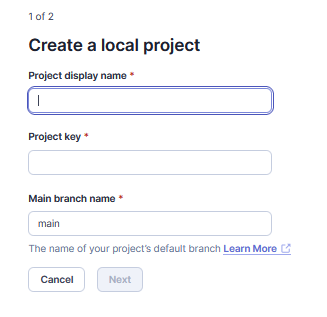 1 of 2
Create a local project
Project display name *
Project key *
Main branch name *
main
The name of your project's default branch Learn More
Cancel Next